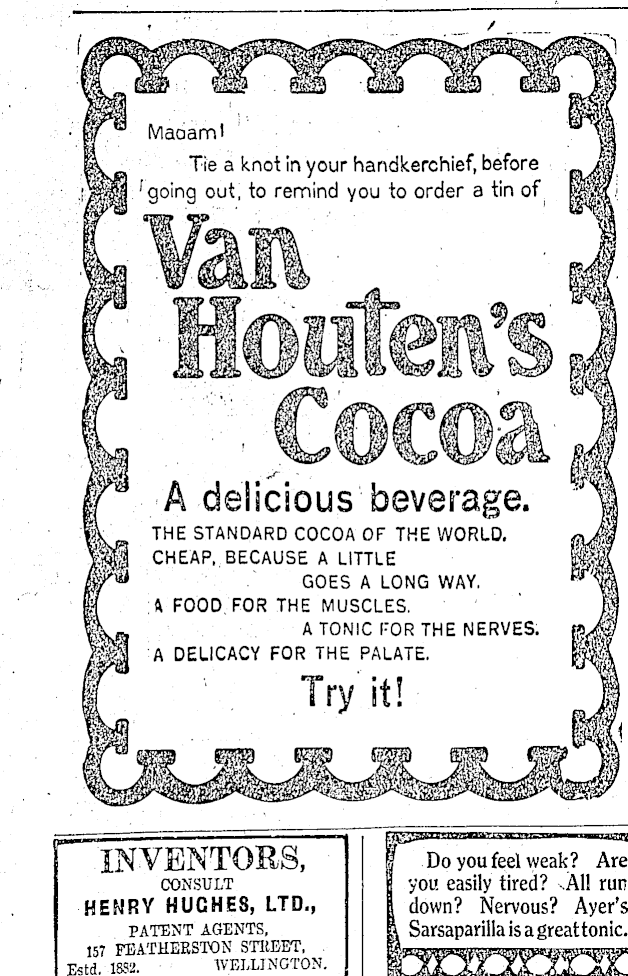 Madam!
Tie a knot in your handkerchief, before
going out, to remind you to order a tin of
Van
Houten's
Cocoa
A delicious beverage.
THE STANDARD COCOA OF THE WORLD.
CHEAP, BECAUSE A LITTLE
GOES A LONG WAY.
A FOOD FOR THE MUSCLES.
A TONIC FOR THE NERVES.
A DELICACY FOR THE PALATE.
Try it!
INVENTORS,
CONSULT
HENRY HUGHES, LTD.,
PATENT AGENTS,
157 FEATHERSTON STREET,
Estd. 1882. WELLINGTON.
Do you feel weak? Are
you easily tired? All run
down? Nervous? Ayer's
Sarsaparilla is a great tonic.